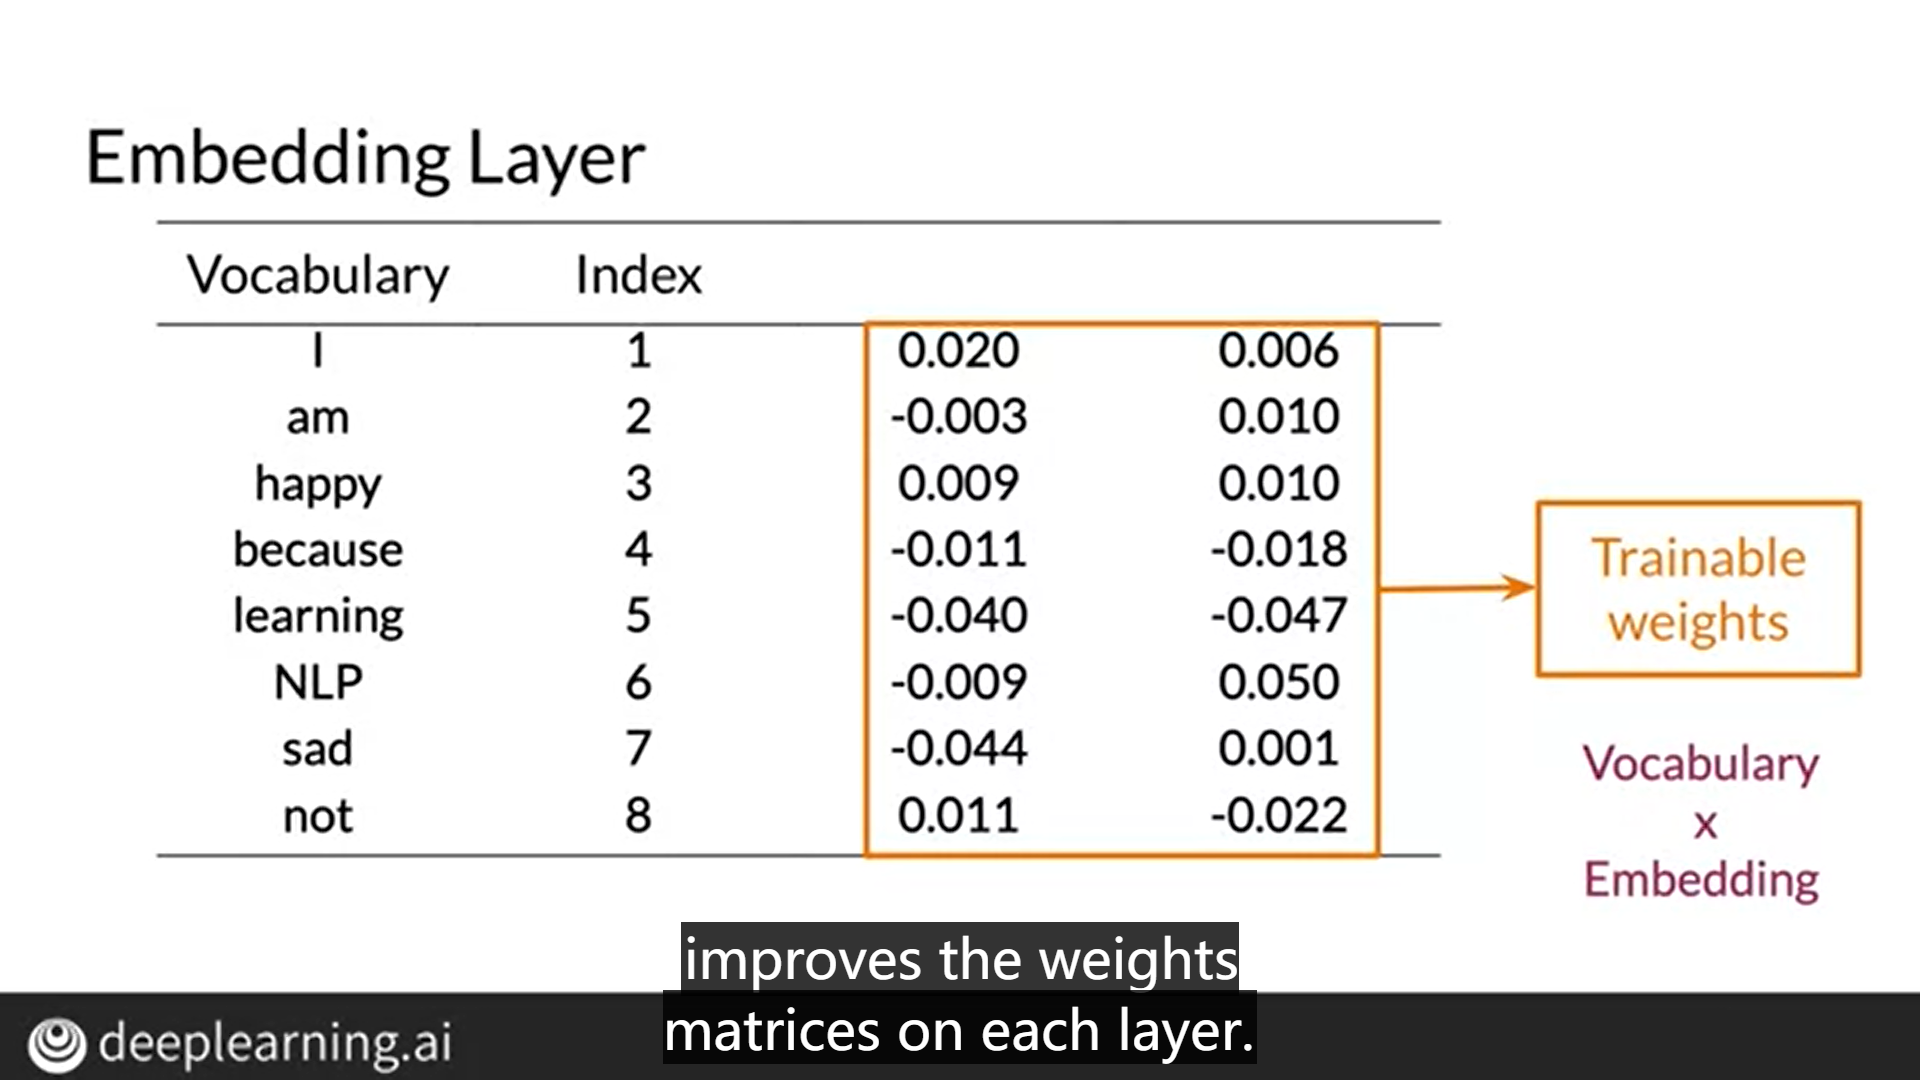 Embedding Layer
Vocabulary Index
I 1 0.020 0.006
am 2 -0.003 0.010
happy 3 0.009 0.010
because 4 -0.011 -0.018
learning 5 -0.040 -0.047
NLP 6 -0.009 0.050
sad 7 -0.044 0.001
not 8 0.011 -0.022
Trainable
weights
Vocabulary
x
Embedding
improves the weights
matrices on each layer.
deeplearning.ai